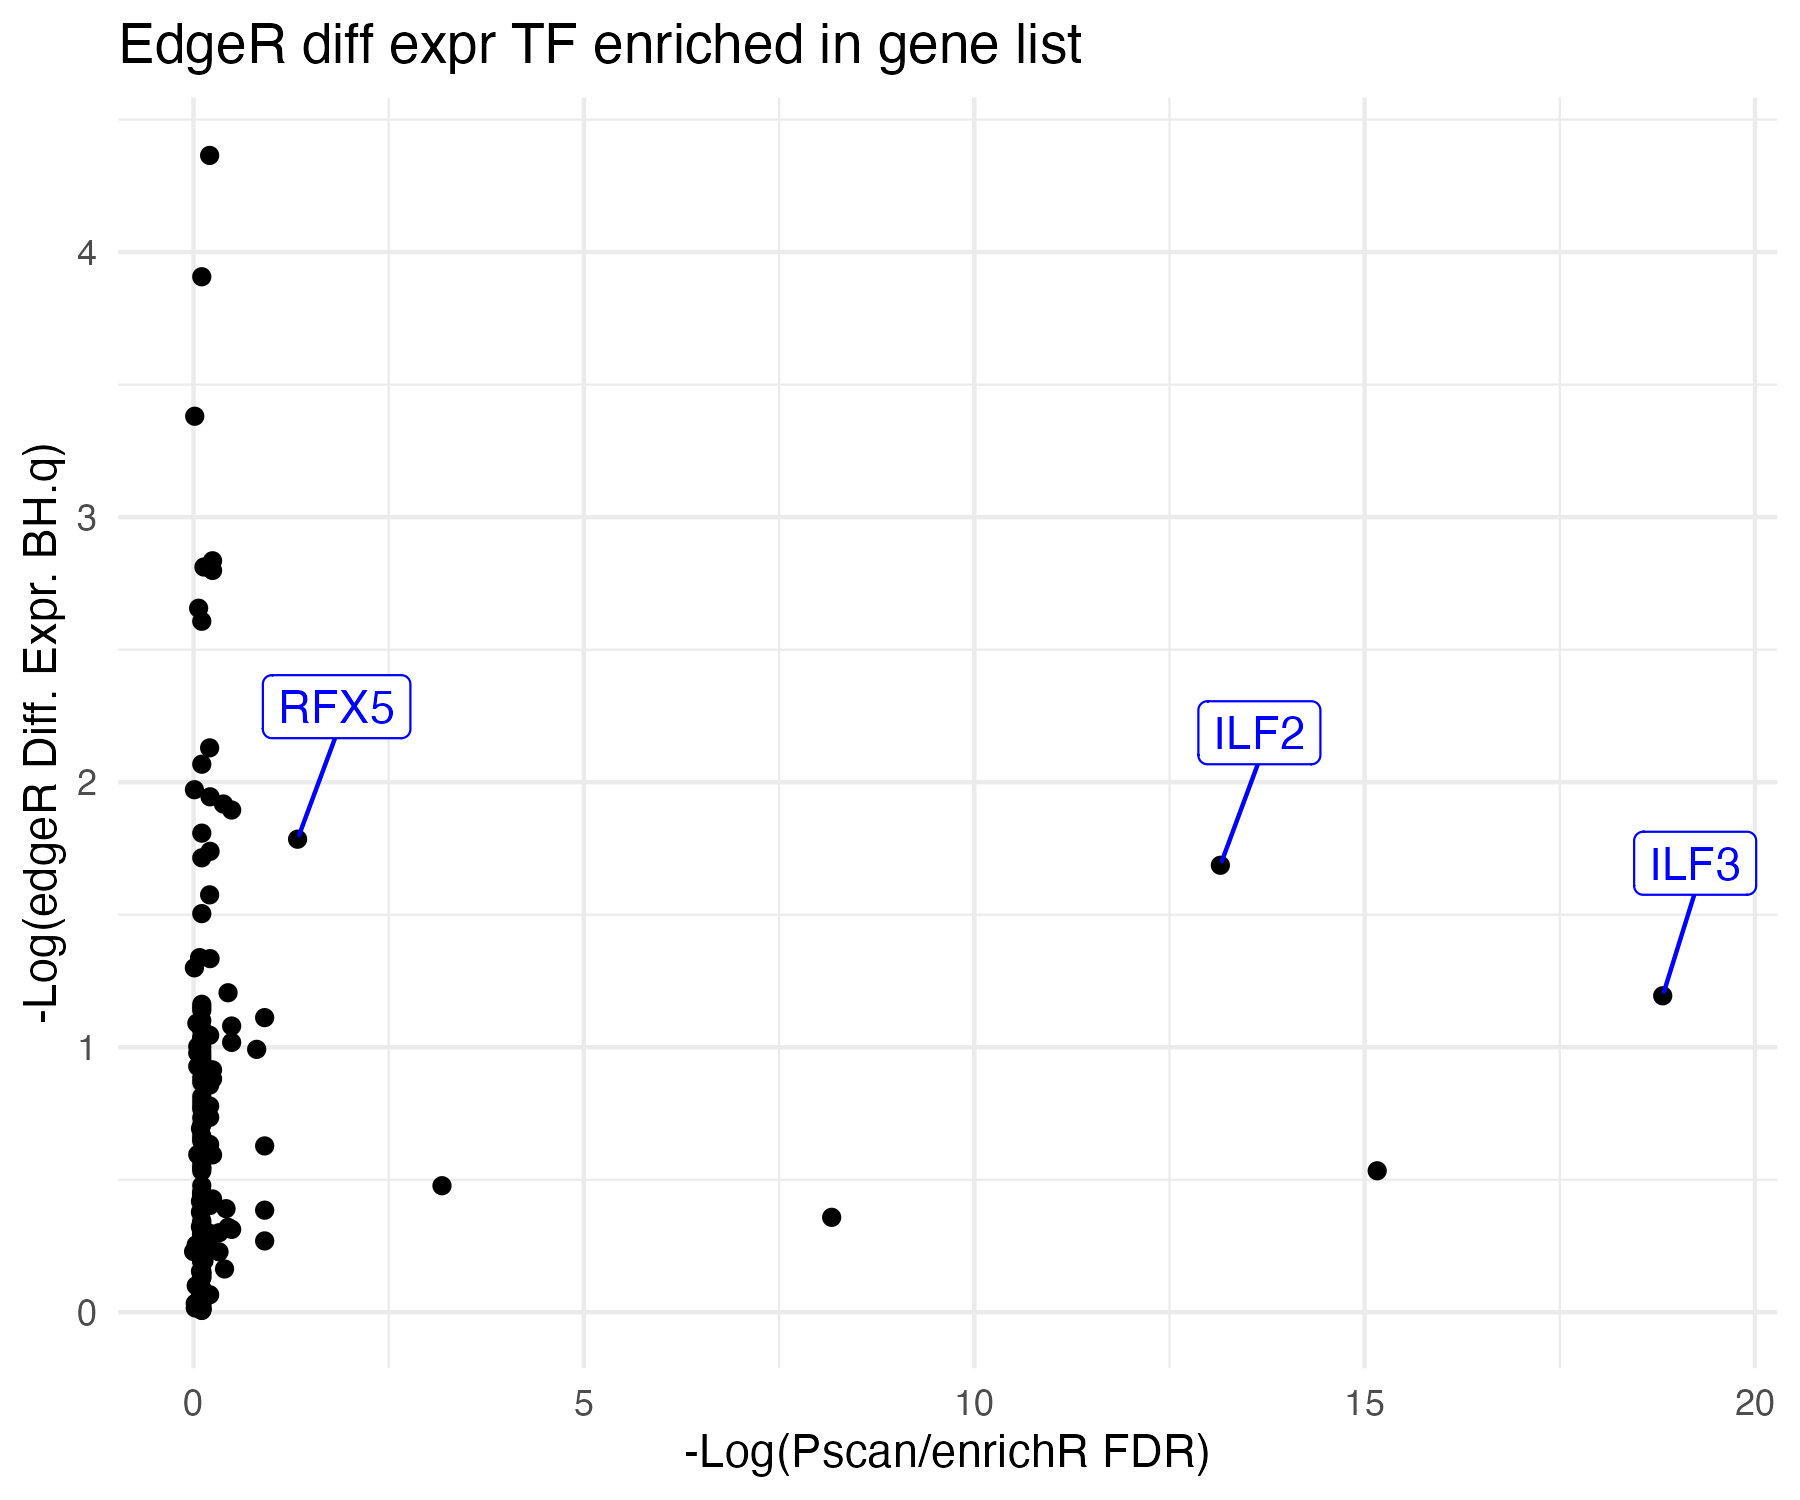 EdgeR diff expr TF enriched in gene list
-Log(edgeR Diff. Expr. BH.q)
4
3
2
1
0
RFX5
ILF2
ILF3
0 5 10 15 20
-Log(Pscan/enrichR FDR)